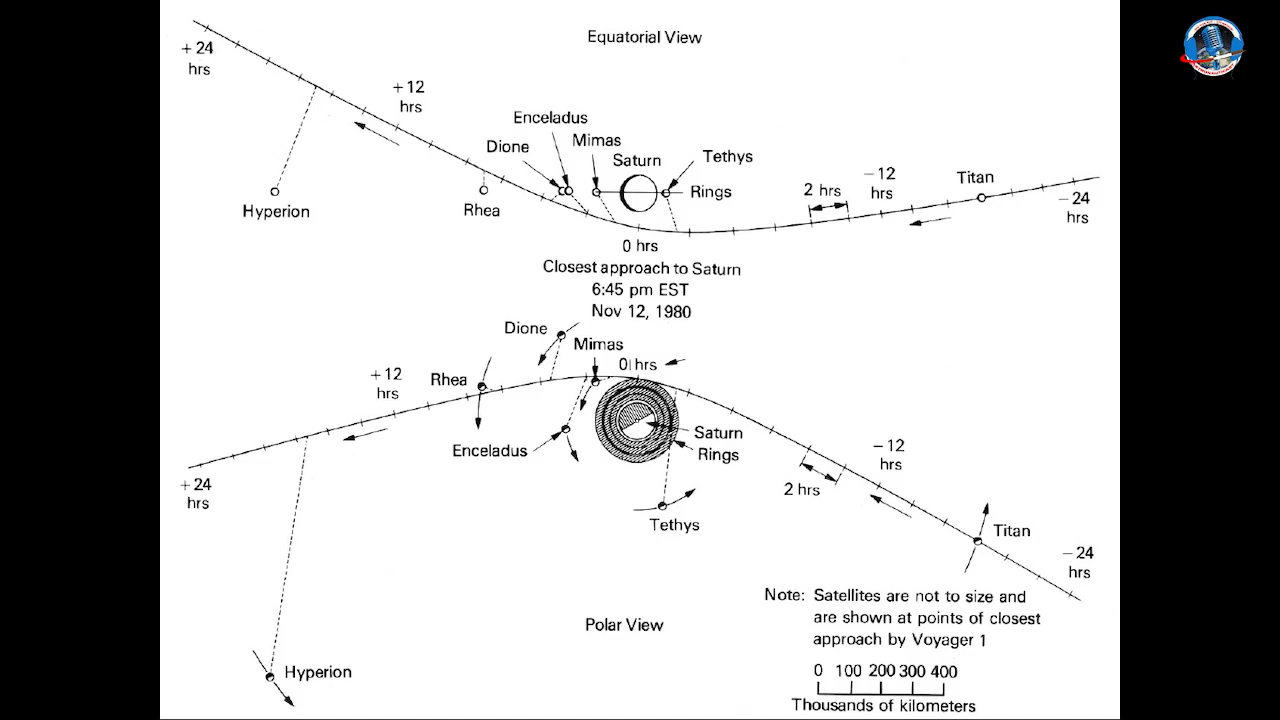 Equatorial View
+24
hrs
+12
hrs
Enceladus
Mimas
Dione
Saturn
Tethys
Rings
2 hrs
−12
hrs
Titan
−24
hrs
Hyperion
Rhea
0 hrs
Closest approach to Saturn
6:45 pm EST
Nov 12, 1980
Dione
Mimas
0 hrs
+12
hrs
Rhea
Enceladus
Saturn
Rings
−12
hrs
2 hrs
+24
hrs
Tethys
Titan
−24
hrs
Note: Satellites are not to size and
are shown at points of closest
approach by Voyager 1
Polar View
Hyperion
0 100 200 300 400
Thousands of kilometers